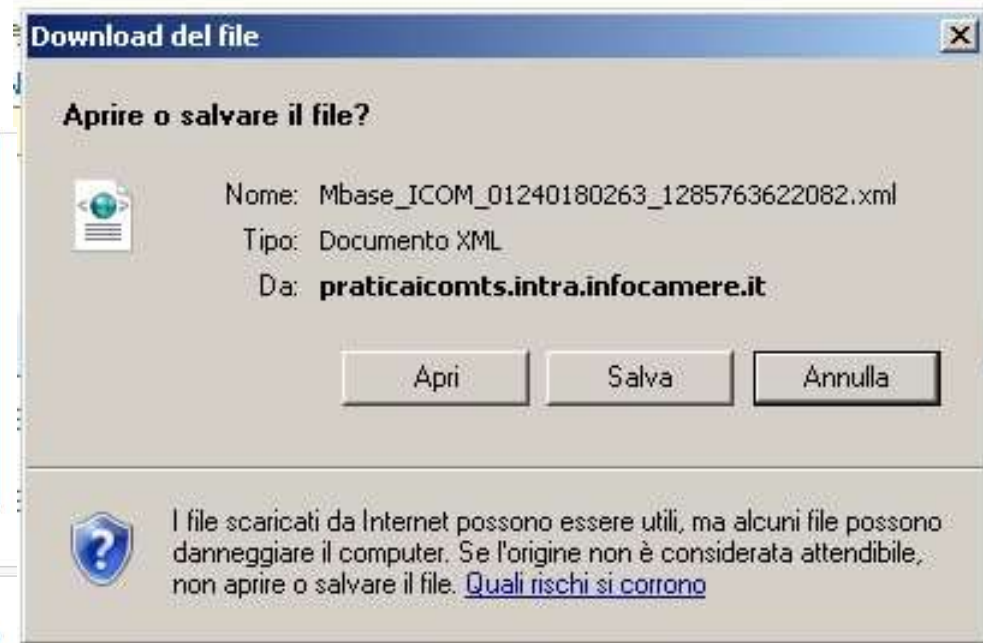 Download del file
Aprire o salvare il file?
Nome: Mbase_ICOM_01240180263_1285763622082.xml
Tipo: Documento XML
Da: praticaicomts.intra.infocamere.it
Apri Salva Annulla
I file scaricati da Internet possono essere utili, ma alcuni file possono
danneggiare il computer. Se l'origine non è considerata attendibile,
non aprire o salvare il file. Quali rischi si corrono